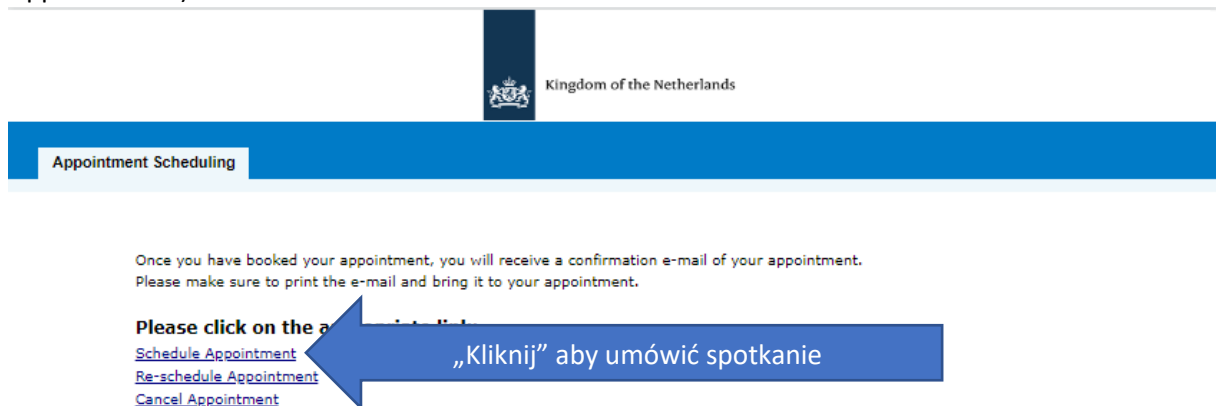 Kingdom of the Netherlands
Appointment Scheduling
Once you have booked your appointment, you will receive a confirmation e-mail of your appointment.
Please make sure to print the e-mail and bring it to your appointment.
Please click on the
Schedule Appointment
„Kliknij” aby umówić spotkanie
Re-schedule Appointment
Cancel Appointment